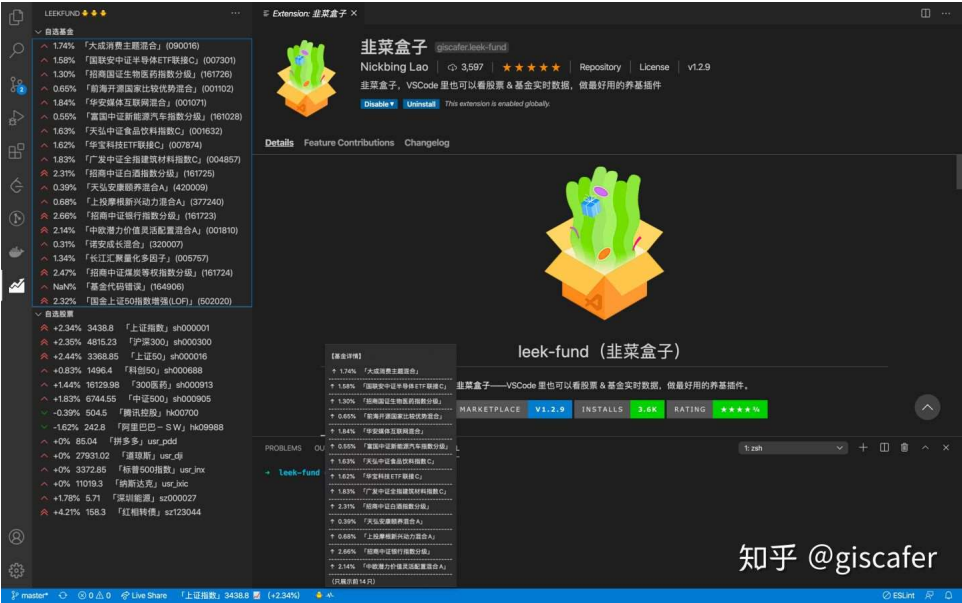 LEEKFUND
自选基金
1.74% 「大成消费主题混合」(090016)
1.58% 「国联安中证半导体ETF联接C」(007301)
1.30% 「招商国证生物医药指数分级」(161726)
0.65% 「前海开源国家比较优势混合」(001102)
1.84% 「华安媒体互联网混合」(001071)
0.55% 「富国中证新能源汽车指数分级」(161028)
1.63% 「天弘中证食品饮料指数C」(001632)
1.62% 「华宝科技ETF联接C」(007874)
1.83% 「广发中证全指建筑材料指数C」(004857)
2.31% 「招商中证白酒指数分级」(161725)
0.39% 「天弘安康颐养混合A」(420009)
0.68% 「上投摩根新兴动力混合A」(377240)
2.66% 「招商中证银行指数分级」(161723)
2.14% 「中欧潜力价值灵活配置混合A」(001810)
0.31% 「诺安成长混合」(320007)
1.34% 「长江汇聚量化多因子」(005757)
2.47% 「招商中证煤炭等权指数分级」(161724)
NaN% 「基金代码错误」(164906)
2.32% 「国金上证50指数增强(LOF)」(502020)
自选股票
+2.34% 3438.8 「上证指数」sh000001
+2.35% 4815.23 「沪深300」sh000300
+2.44% 3368.85 「上证50」sh000016
+0.83% 1496.4 「科创50」sh000688
+1.44% 16129.98 「300医药」sh000913
+1.83% 6744.55 「中证500」sh000905
-0.39% 504.5 「腾讯控股」hk00700
-1.62% 242.8 「阿里巴巴-SW」hk09988
+0% 85.04 「拼多多」usr_pdd
+0% 27931.02 「道琼斯」usr_dji
+0% 3372.85 「标普500指数」usr_inx
+0% 11019.3 「纳斯达克」usr_ixic
+1.78% 5.71 「深圳能源」sz000027
+4.21% 158.3 「红相转债」sz123044
Extension: 韭菜盒子
韭菜盒子 giscafer.leek-fund
Nickbing Lao 3,597 ★★★★★ Repository License v1.2.9
韭菜盒子，VSCode 里也可以看股票 & 基金实时数据，做最好用的养基插件
Disable Uninstall This extension is enabled globally.
Details Feature Contributions Changelog
leek-fund（韭菜盒子）
韭菜盒子——VSCode 里也可以看股票 & 基金实时数据，做最好用的养基插件。
MARKETPLACE V1.2.9 INSTALLS 3.6K RATING ★★★★½
【基金详情】
↑ 1.74% 「大成消费主题混合」
↑ 1.58% 「国联安中证半导体ETF联接C」
↑ 1.30% 「招商国证生物医药指数分级」
↑ 0.65% 「前海开源国家比较优势混合」
↑ 1.84% 「华安媒体互联网混合」
↑ 0.55% 「富国中证新能源汽车指数分级」
↑ 1.63% 「天弘中证食品饮料指数C」
↑ 1.62% 「华宝科技ETF联接C」
↑ 1.83% 「广发中证全指建筑材料指数C」
↑ 2.31% 「招商中证白酒指数分级」
↑ 0.39% 「天弘安康颐养混合A」
↑ 0.68% 「上投摩根新兴动力混合A」
↑ 2.66% 「招商中证银行指数分级」
↑ 2.14% 「中欧潜力价值灵活配置混合A」
(只展示前14只)
PROBLEMS OU
1: zsh
→ leek-fund
知乎 @giscafer
2
master* 0 0 Live Share 「上证指数」3438.8 (+2.34%) ESLint